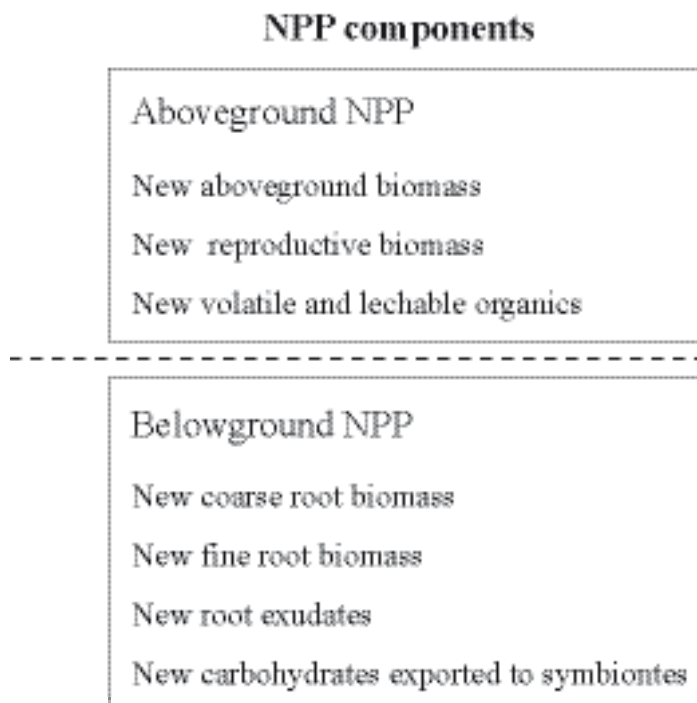 NPP components
Aboveground NPP
New aboveground biomass
New reproductive biomass
New volatile and lechable organics
Belowground NPP
New coarse root biomass
New fine root biomass
New root exudates
New carbohydrates exported to symbiontes